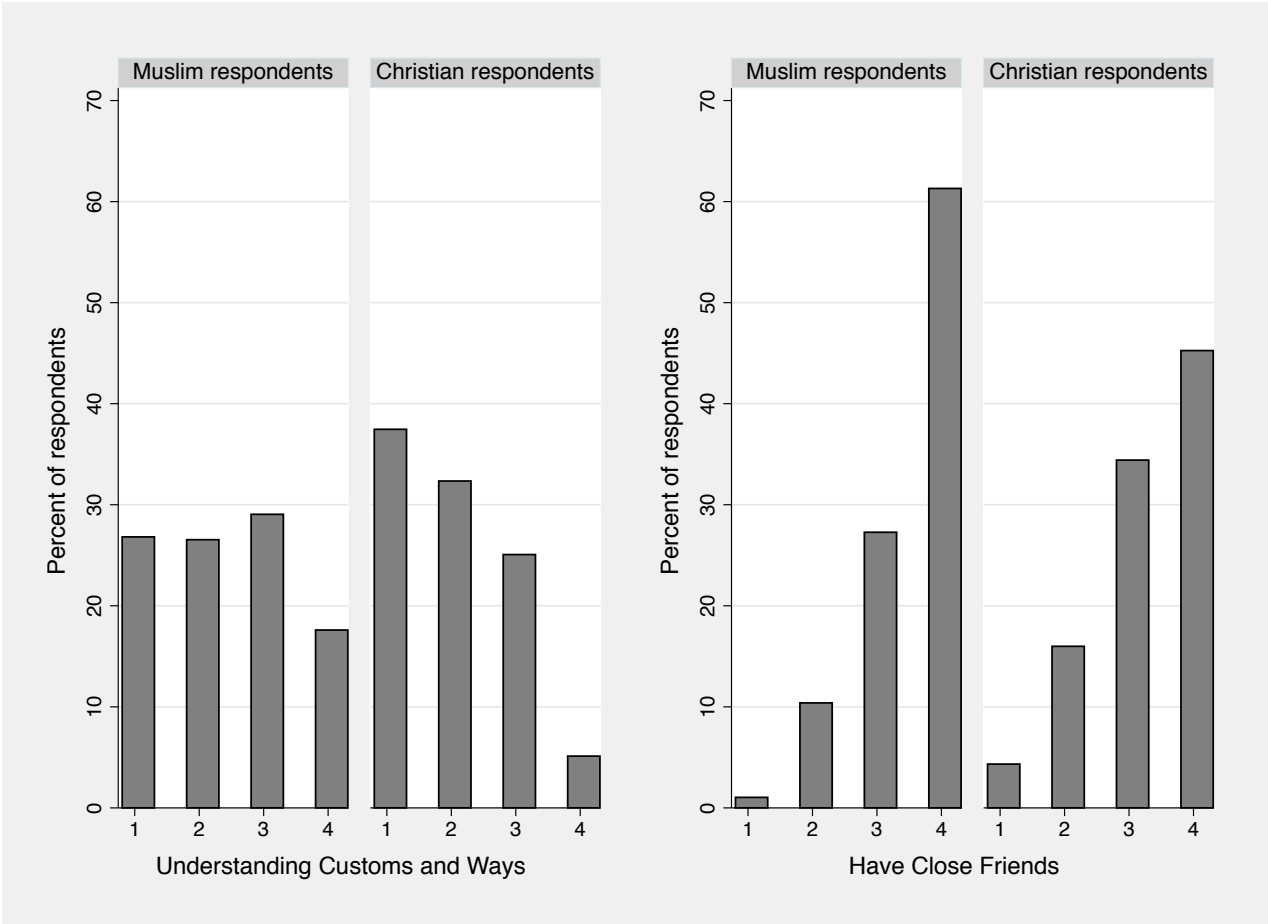 Muslim respondents
Christian respondents
70
60
50
40
30
20
10
0
Percent of respondents
1 2 3 4
1 2 3 4
Understanding Customs and Ways
Muslim respondents
Christian respondents
70
60
50
40
30
20
10
0
Percent of respondents
1 2 3 4
1 2 3 4
Have Close Friends